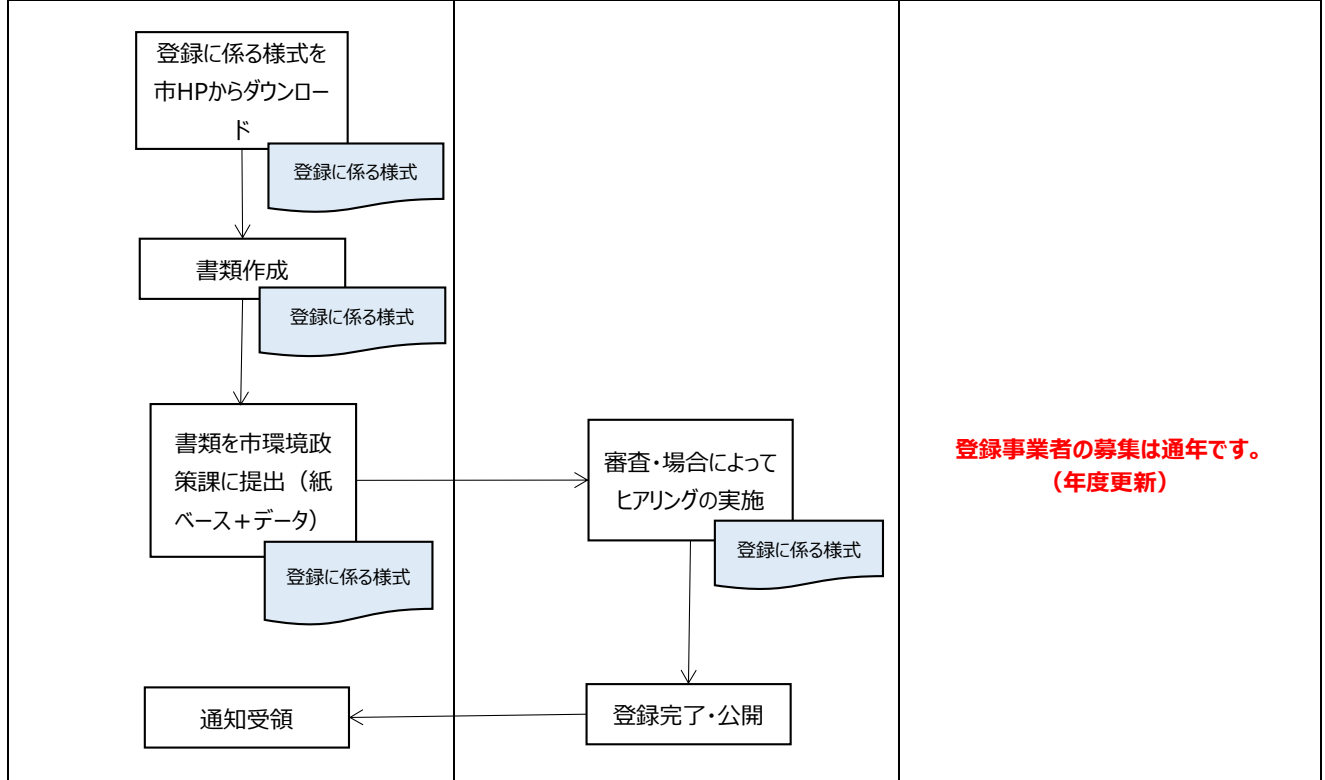 登録に係る様式を
市HPからダウンロー
ド
登録に係る様式
書類作成
登録に係る様式
書類を市環境政
策課に提出（紙
ベース＋データ）
登録に係る様式
審査・場合によって
ヒアリングの実施
登録に係る様式
登録完了・公開
通知受領
登録事業者の募集は通年です。
（年度更新）